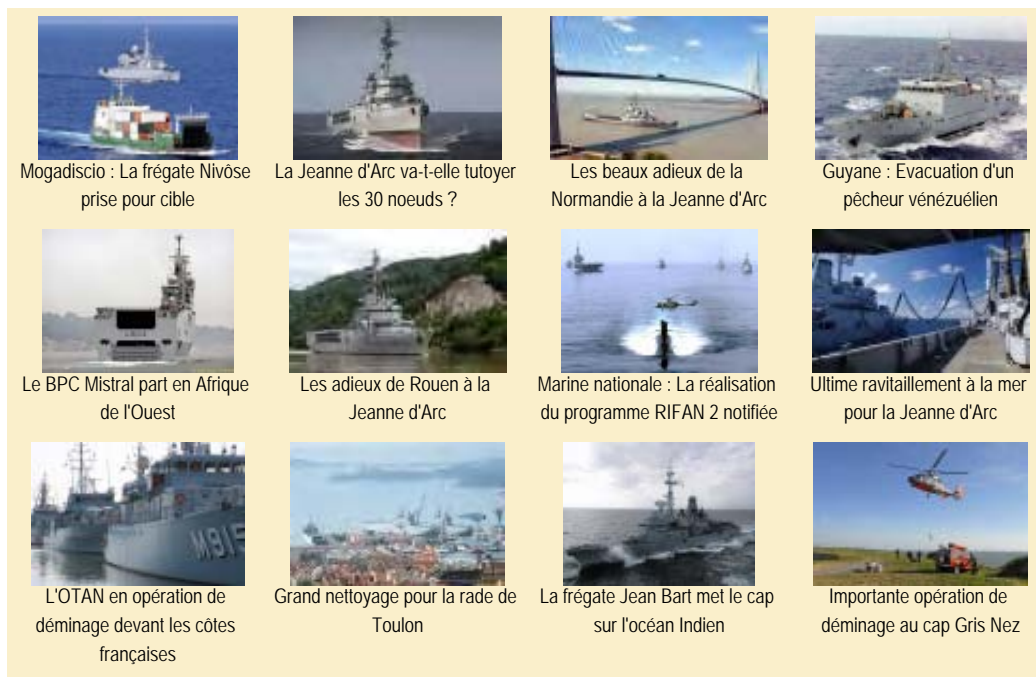 Mogadiscio : La frégate Nivôse
prise pour cible
La Jeanne d'Arc va-t-elle tutoyer
les 30 noeuds ?
Les beaux adieux de la
Normandie à la Jeanne d'Arc
Guyane : Evacuation d'un
pêcheur vénézuélien
Le BPC Mistral part en Afrique
de l'Ouest
Les adieux de Rouen à la
Jeanne d'Arc
Marine nationale : La réalisation
du programme RIFAN 2 notifiée
Ultime ravitaillement à la mer
pour la Jeanne d'Arc
M915
L'OTAN en opération de
déminage devant les côtes
françaises
Grand nettoyage pour la rade de
Toulon
La frégate Jean Bart met le cap
sur l'océan Indien
Importante opération de
déminage au cap Gris Nez